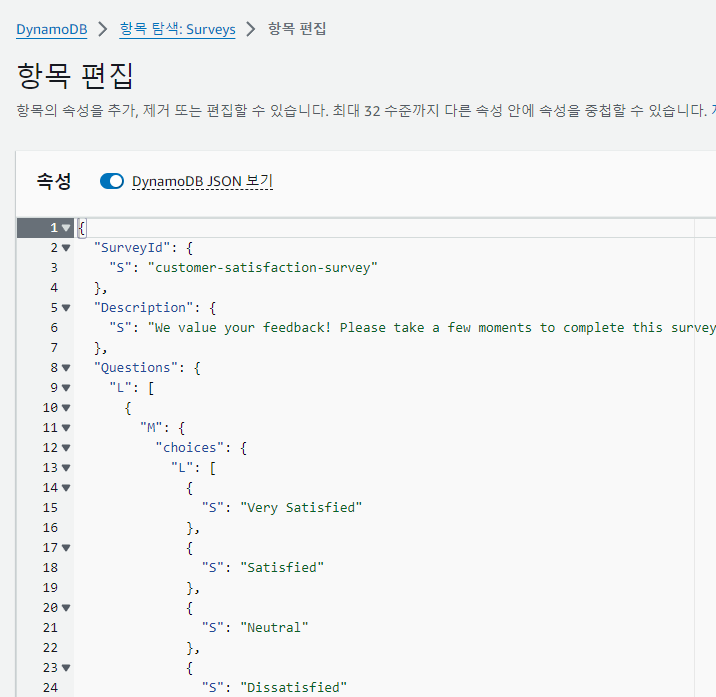 DynamoDB > 항목 탐색: Surveys > 항목 편집
항목 편집
항목의 속성을 추가, 제거 또는 편집할 수 있습니다. 최대 32 수준까지 다른 속성 안에 속성을 중첩할 수 있습니다.
속성 DynamoDB JSON 보기
1 {
2 "SurveyId": {
3 "S": "customer-satisfaction-survey"
4 },
5 "Description": {
6 "S": "We value your feedback! Please take a few moments to complete this survey
7 },
8 "Questions": {
9 "L": [
10 {
11 "M": {
12 "choices": {
13 "L": [
14 {
15 "S": "Very Satisfied"
16 },
17 {
18 "S": "Satisfied"
19 },
20 {
21 "S": "Neutral"
22 },
23 {
24 "S": "Dissatisfied"